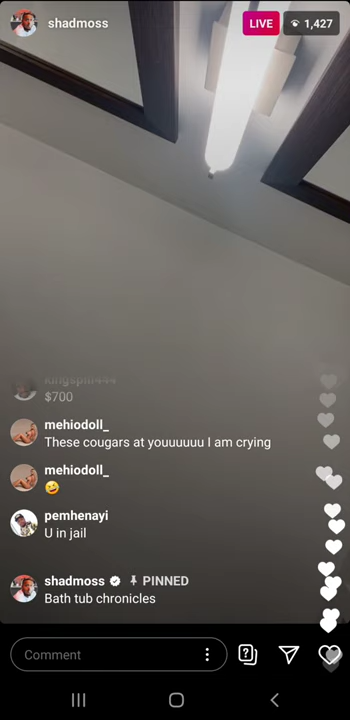 shadmoss
LIVE
1,427
$700
mehiodoll_
These cougars at youuuuuu I am crying
mehiodoll_
pemhenayi
U in jail
shadmoss PINNED
Bath tub chronicles
Comment